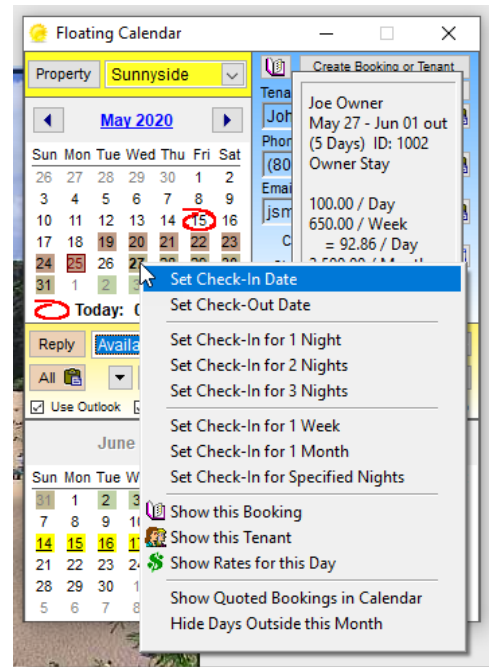 Floating Calendar
Property Sunnyside
Create Booking or Tenant
Tena
Joh
Phon
(80
Emai
jsm
C
Joe Owner
May 27 - Jun 01 out
(5 Days) ID: 1002
Owner Stay
100.00 / Day
650.00 / Week
= 92.86 / Day
May 2020
Sun Mon Tue Wed Thu Fri Sat
26 27 28 29 30 1 2
3 4 5 6 7 8 9
10 11 12 13 14 15 16
17 18 19 20 21 22 23
24 25 26 27
31 1 2 3
Today:
Reply Availa
All
Use Outlook
June
Sun Mon Tue W
31 1 2 3
7 8 9 10
14 15 16 17
21 22 23 24
28 29 30 1
5 6 7 8
Set Check-In Date
Set Check-Out Date
Set Check-In for 1 Night
Set Check-In for 2 Nights
Set Check-In for 3 Nights
Set Check-In for 1 Week
Set Check-In for 1 Month
Set Check-In for Specified Nights
Show this Booking
Show this Tenant
Show Rates for this Day
Show Quoted Bookings in Calendar
Hide Days Outside this Month